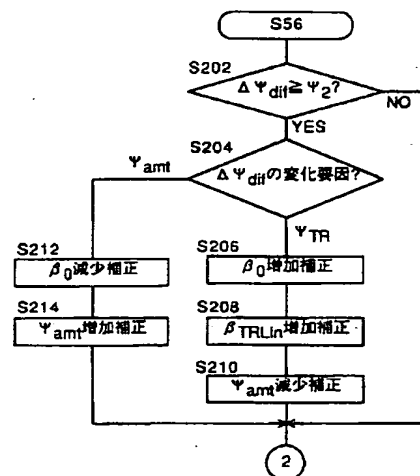 S56
S202
ΔΨdif≧Ψ2?
NO
YES
S204
Ψamt
ΔΨdifの変化要因?
ΨTR
S212
β0減少補正
S206
β0増加補正
S214
Ψamt増加補正
S208
βTRLin増加補正
S210
Ψamt減少補正
2